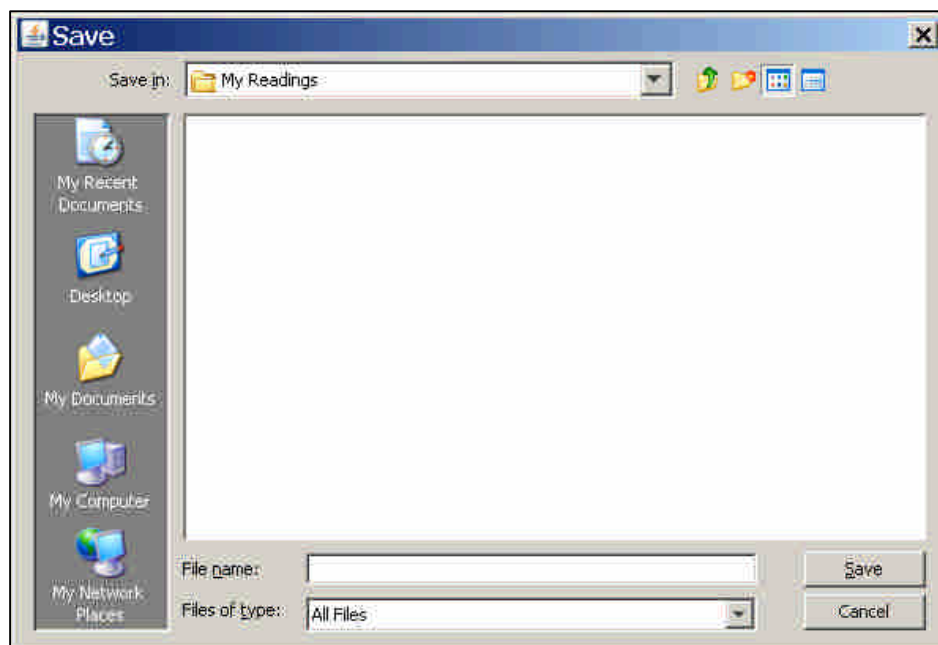 Save
Save in: My Readings
My Recent
Documents
Desktop
My Documents
My Computer
My Network
Places
File name:
Save
Files of type: All Files
Cancel